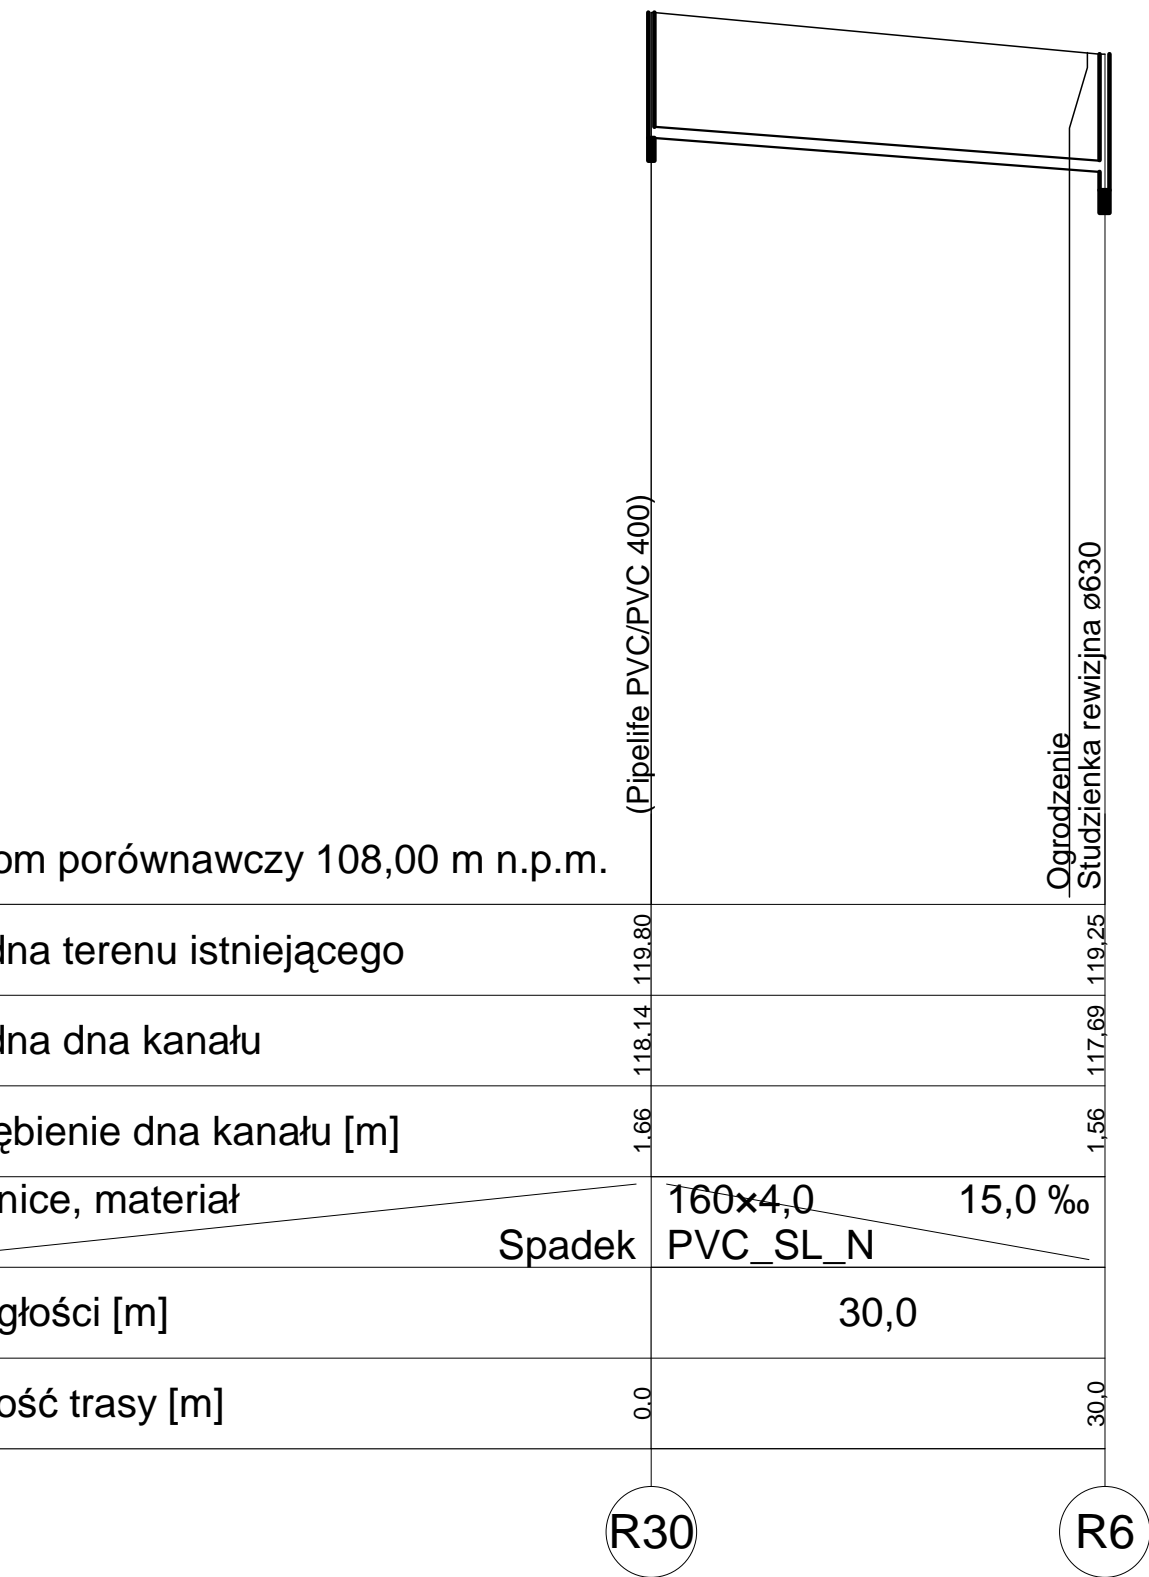 (Pipelife PVC/PVC 400)
Ogrodzenie
Studzienka rewizyjna ø630
om porównawczy 108,00 m n.p.m.
dna terenu istniejącego 119.80 119,25
dna dna kanału 118.14 117,69
ębienie dna kanału [m] 1.66 1,56
nice, materiał 160×4,0 15,0 ‰
Spadek PVC_SL_N
głości [m] 30,0
ość trasy [m] 0.0 30,0
R30 R6